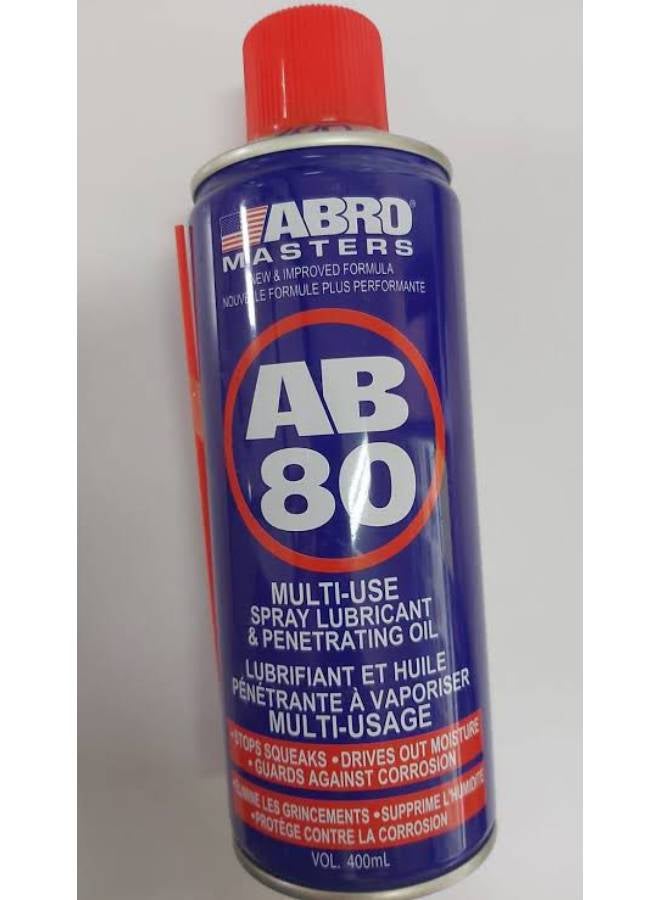 ABRO®
MASTERS
NEW & IMPROVED FORMULA
NOUVELLE FORMULE PLUS PERFORMANTE
AB
80
MULTI-USE
SPRAY LUBRICANT
& PENETRATING OIL
LUBRIFIANT ET HUILE
PÉNÉTRANTE À VAPORISER
MULTI-USAGE
•STOPS SQUEAKS •DRIVES OUT MOISTURE
•GUARDS AGAINST CORROSION
•ÉLIMINE LES GRINCEMENTS •SUPPRIME L'HUMIDITÉ
•PROTÈGE CONTRE LA CORROSION
VOL. 400mL